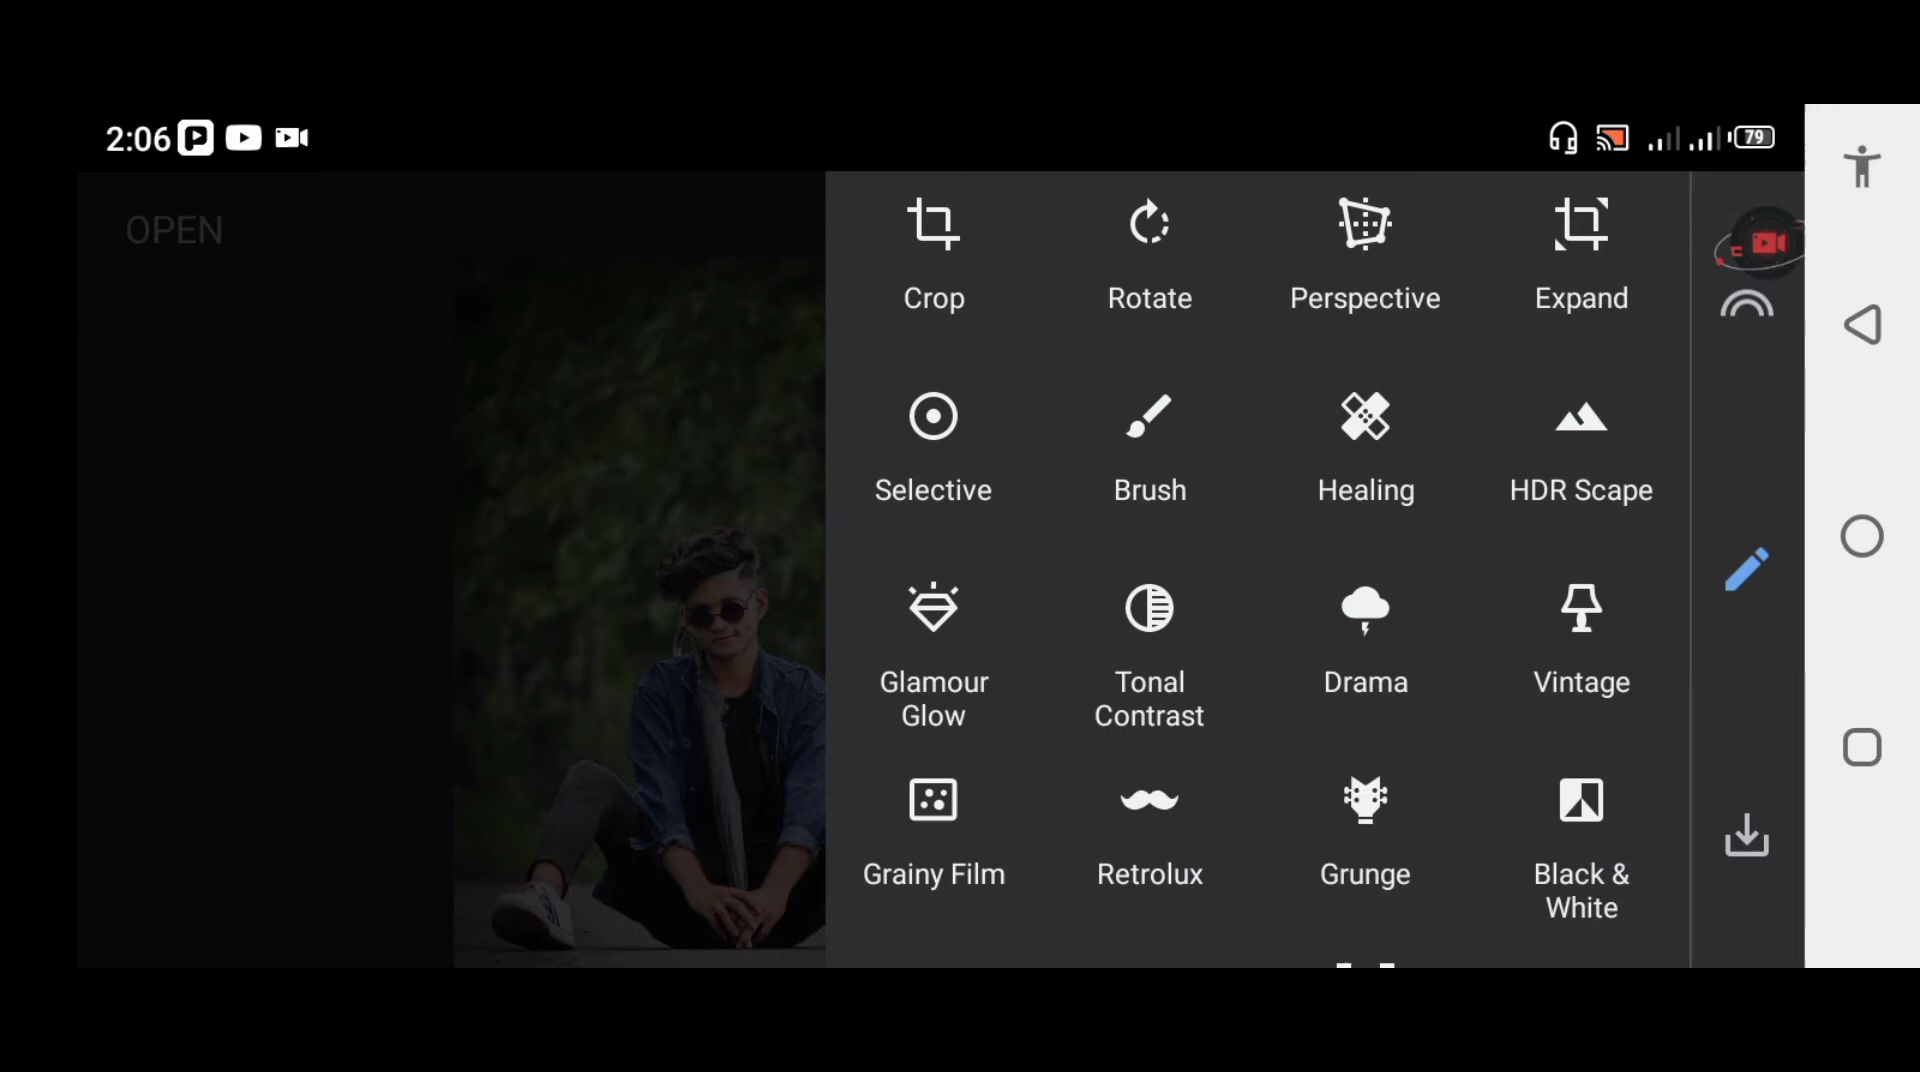 2:06
79
OPEN
Crop
Rotate
Perspective
Expand
Selective
Brush
Healing
HDR Scape
Glamour
Glow
Tonal
Contrast
Drama
Vintage
Grainy Film
Retrolux
Grunge
Black &
White